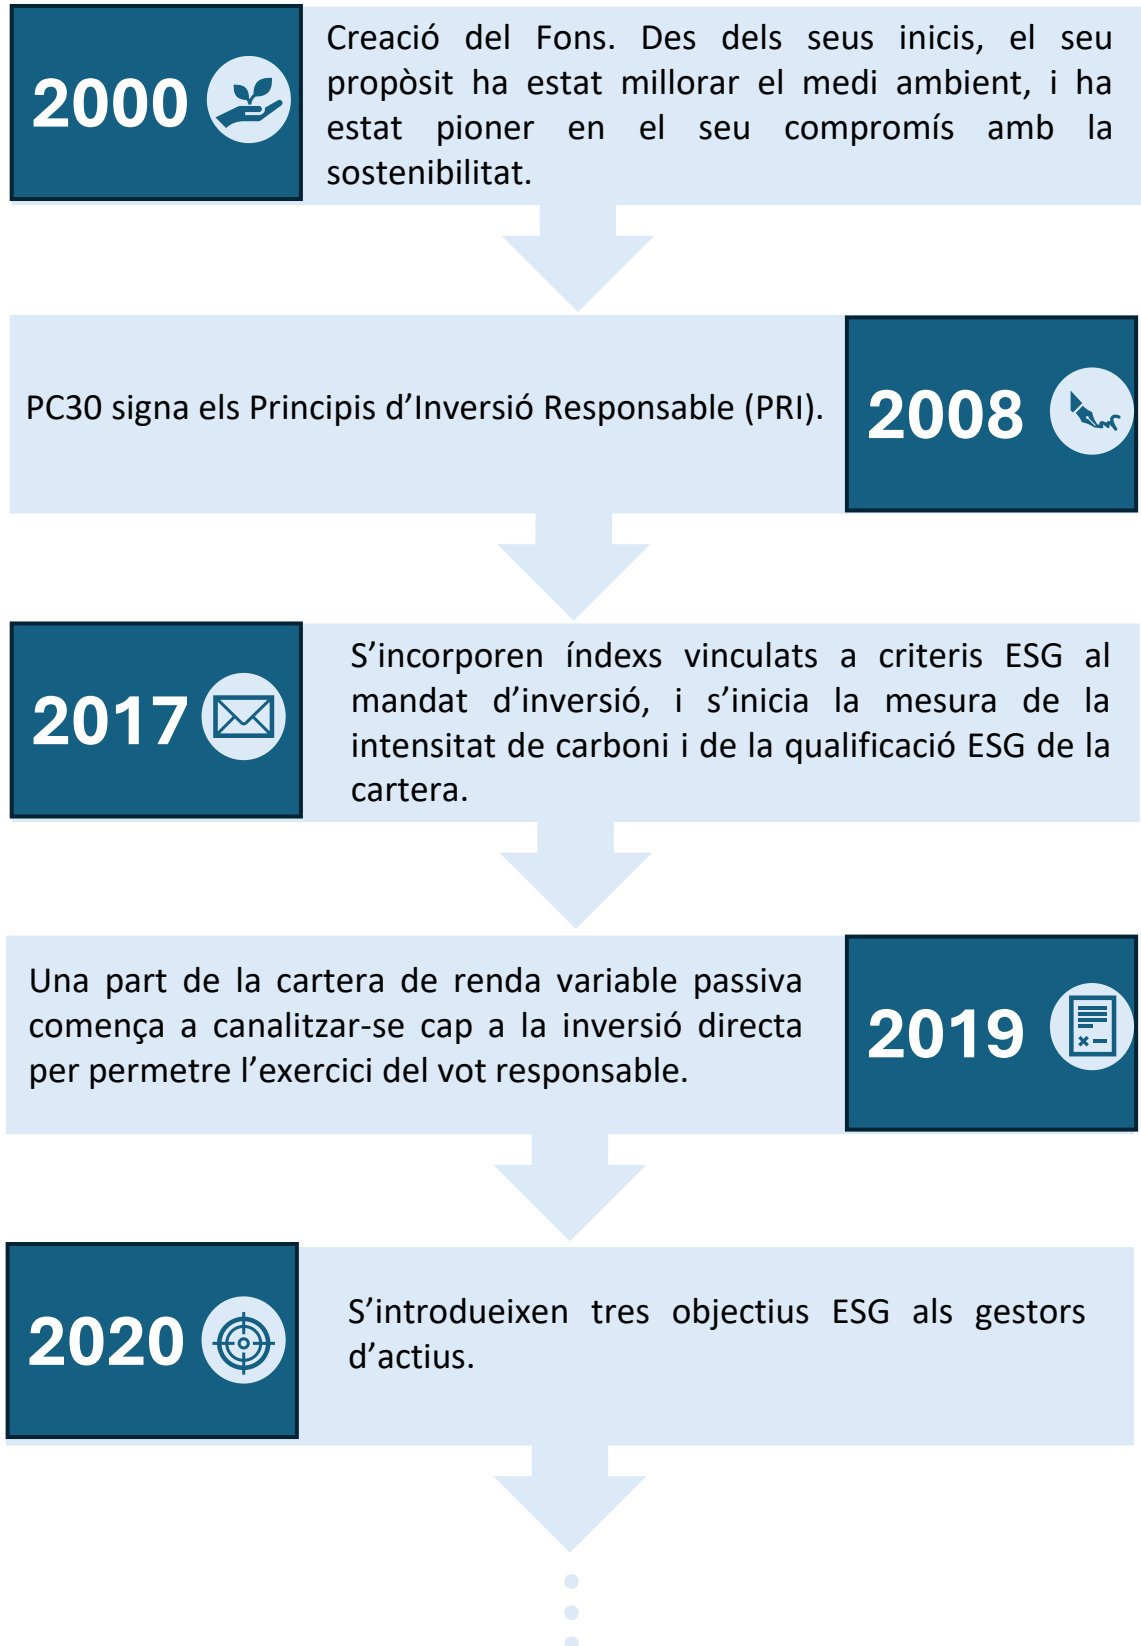 2000
Creació del Fons. Des dels seus inicis, el seu
propòsit ha estat millorar el medi ambient, i ha
estat pioner en el seu compromís amb la
sostenibilitat.
PC30 signa els Principis d’Inversió Responsable (PRI).
2008
2017
S’incorporen índexs vinculats a criteris ESG al
mandat d’inversió, i s’inicia la mesura de la
intensitat de carboni i de la qualificació ESG de la
cartera.
Una part de la cartera de renda variable passiva
comença a canalitzar-se cap a la inversió directa
per permetre l’exercici del vot responsable.
2019
2020
S’introdueixen tres objectius ESG als gestors
d’actius.